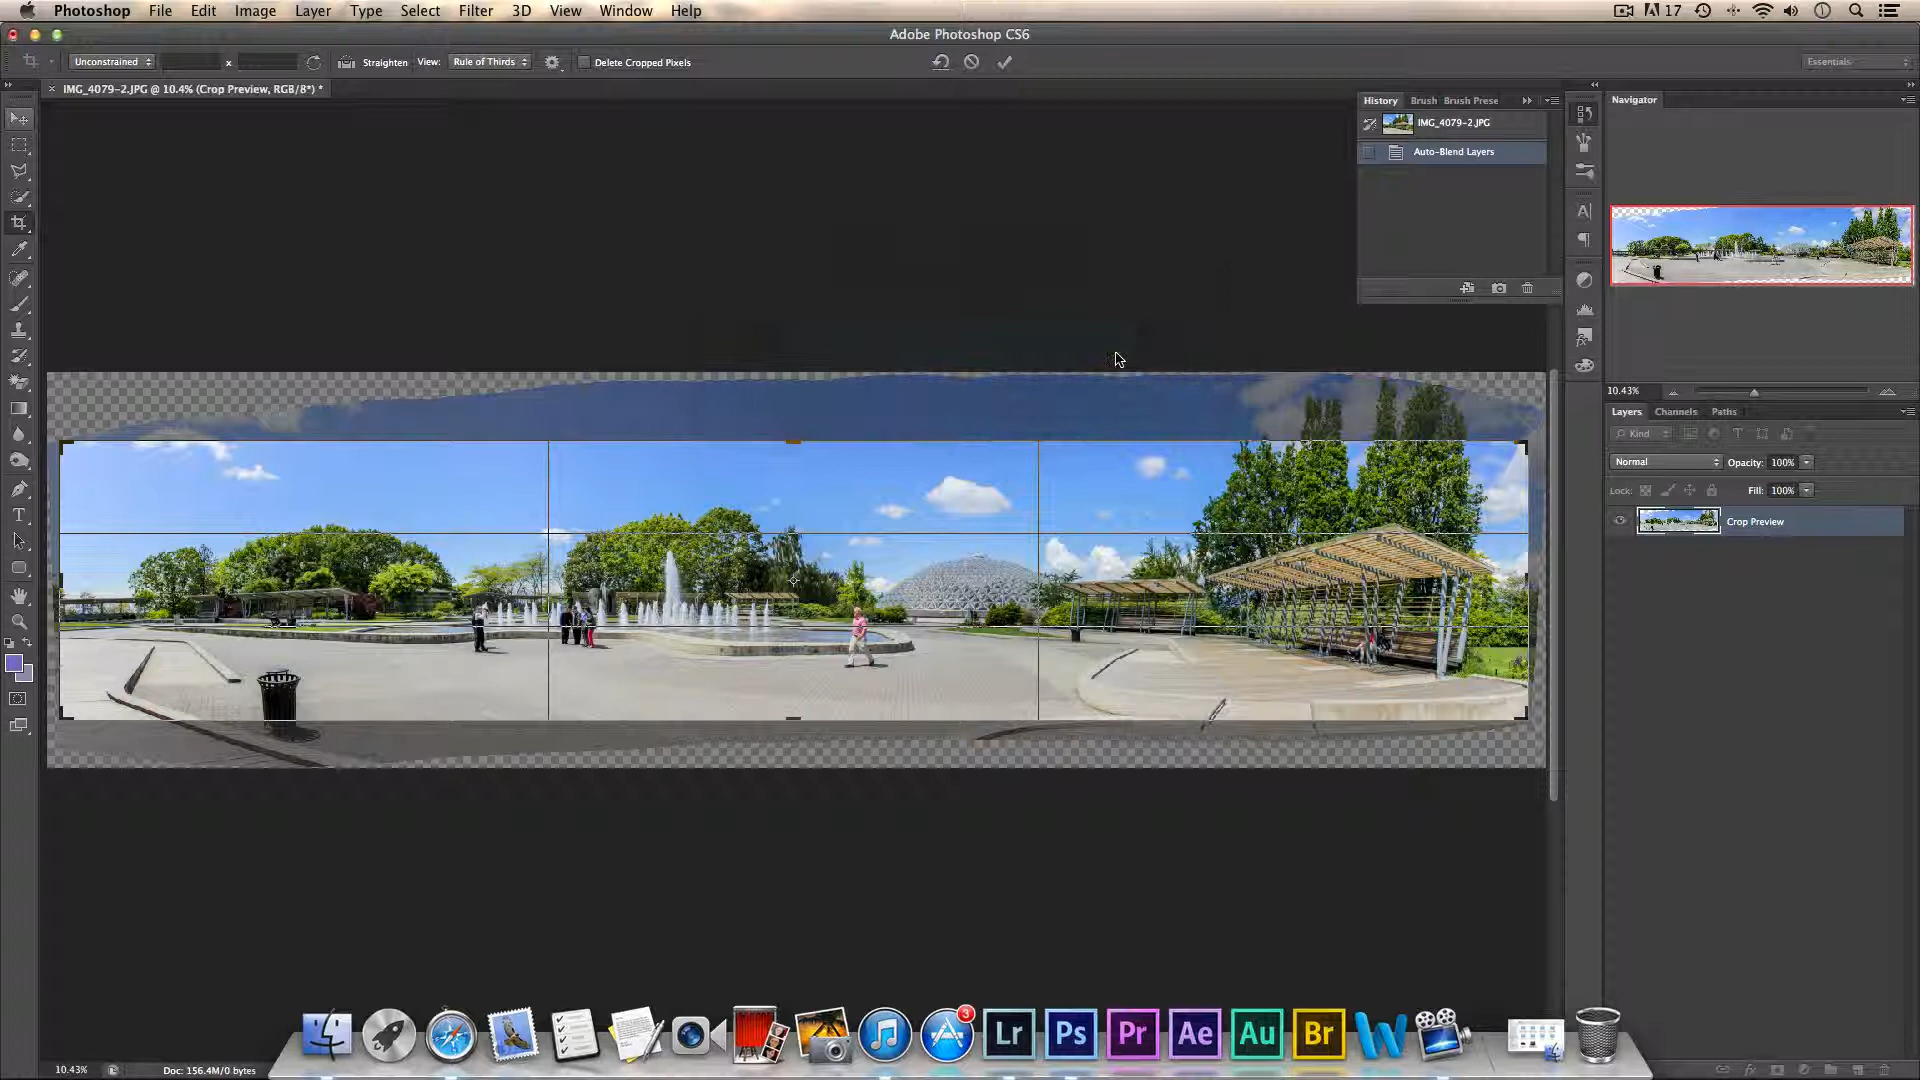 Photoshop File Edit Image Layer Type Select Filter 3D View Window Help 17
Adobe Photoshop CS6
Unconstrained x Straighten View: Rule of Thirds Delete Cropped Pixels Essentials
× IMG_4079-2.JPG @ 10.4% (Crop Preview, RGB/8*) *
History Brush Brush Prese
Navigator
IMG_4079-2.JPG
Auto-Blend Layers
10.43%
Layers Channels Paths
Kind
Normal Opacity: 100%
Lock: Fill: 100%
Crop Preview
3
Lr Ps Pr Ae Au Br
10.43% Doc: 156.4M/0 bytes